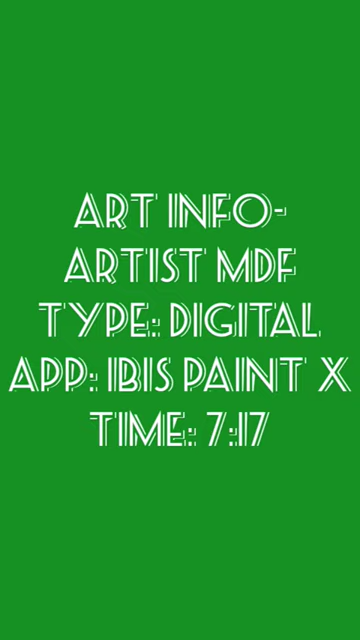 ART INFO-
ARTIST MDF
TYPE: DIGITAL
APP: IBIS PAINT X
TIME: 7:17